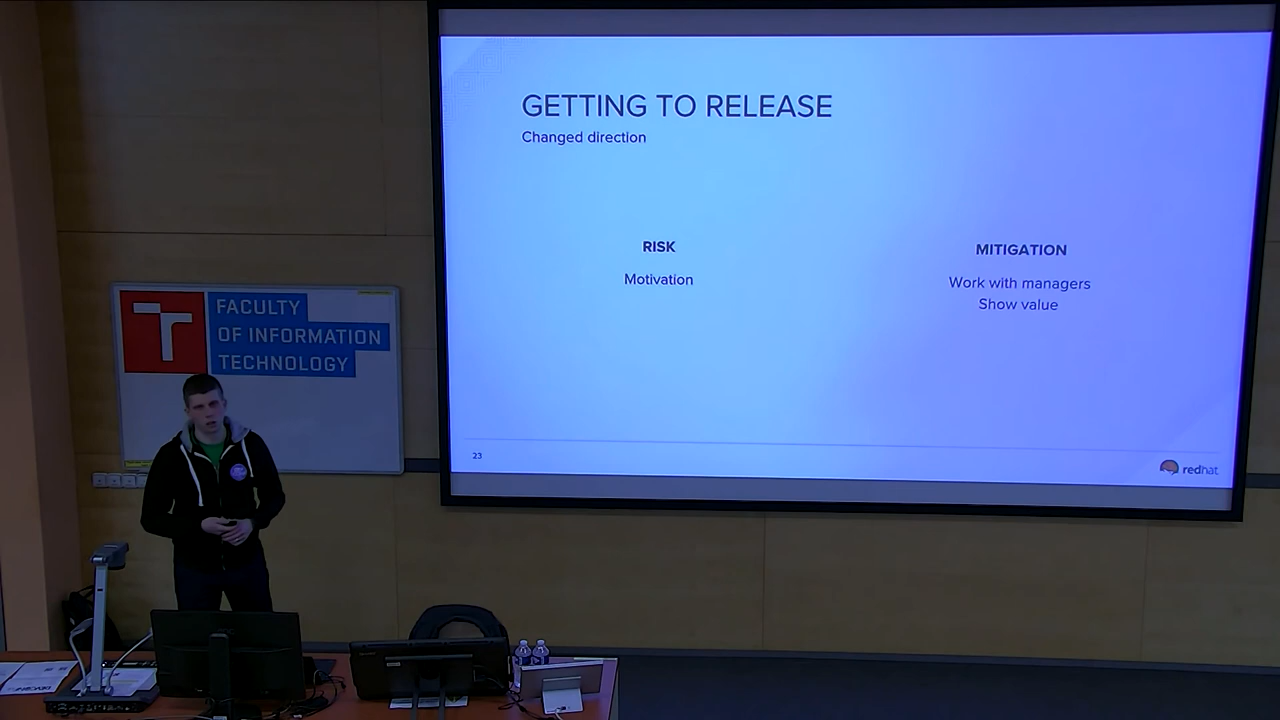 GETTING TO RELEASE
Changed direction
RISK
Motivation
MITIGATION
Work with managers
Show value
23
redhat
FACULTY
OF INFORMATION
TECHNOLOGY